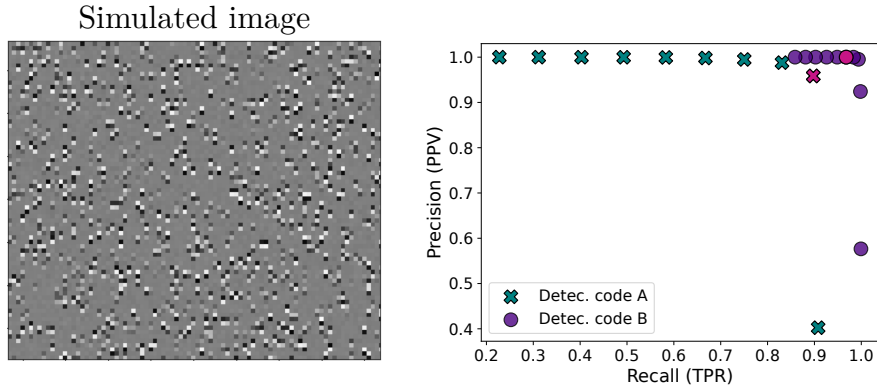 Simulated image
1.0
0.9
0.8
0.7
0.6
0.5
0.4
Precision (PPV)
Detec. code A
Detec. code B
0.2 0.3 0.4 0.5 0.6 0.7 0.8 0.9 1.0
Recall (TPR)